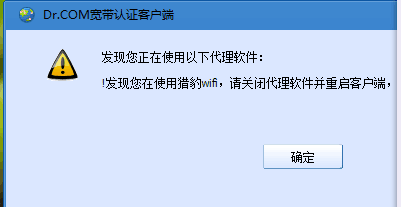 Dr.COM宽带认证客户端
发现您正在使用以下代理软件：
!发现您在使用猎豹wifi，请关闭代理软件并重启客户端，
确定